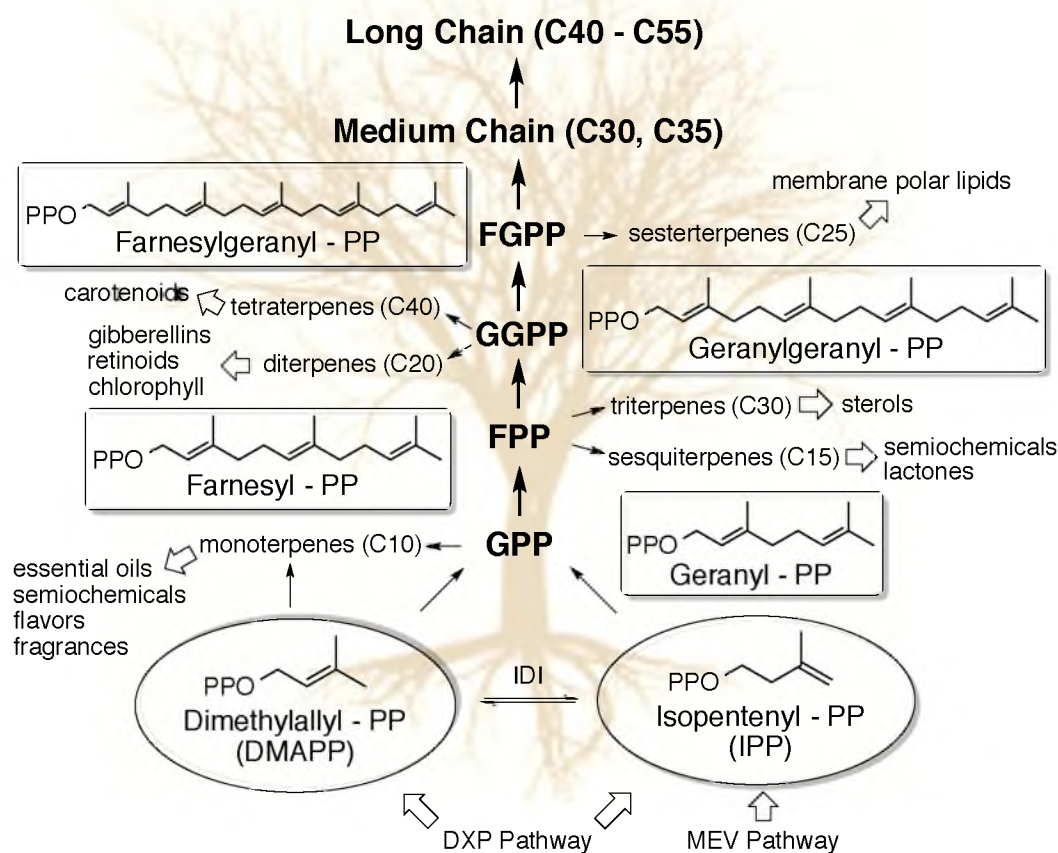 Long Chain (C40 - C55)
Medium Chain (C30, C35)
PPO
Farnesylgeranyl - PP
FGPP
sesterterpenes (C25)
membrane polar lipids
carotenoids
tetraterpenes (C40)
GGPP
gibberellins
retinoids
chlorophyll
diterpenes (C20)
PPO
Geranylgeranyl - PP
PPO
Farnesyl - PP
FPP
triterpenes (C30)
sterols
sesquiterpenes (C15)
semiochemicals
lactones
GPP
monoterpenes (C10)
essential oils
semiochemicals
flavors
fragrances
PPO
Geranyl - PP
PPO
Dimethylallyl - PP
(DMAPP)
IDI
PPO
Isopentenyl - PP
(IPP)
DXP Pathway
MEV Pathway